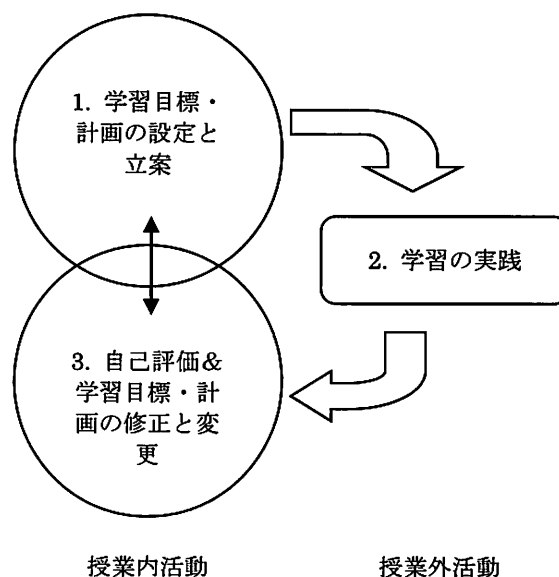 1. 学習目標・
計画の設定と
立案
2. 学習の実践
3. 自己評価&
学習目標・計
画の修正と変
更
授業内活動
授業外活動